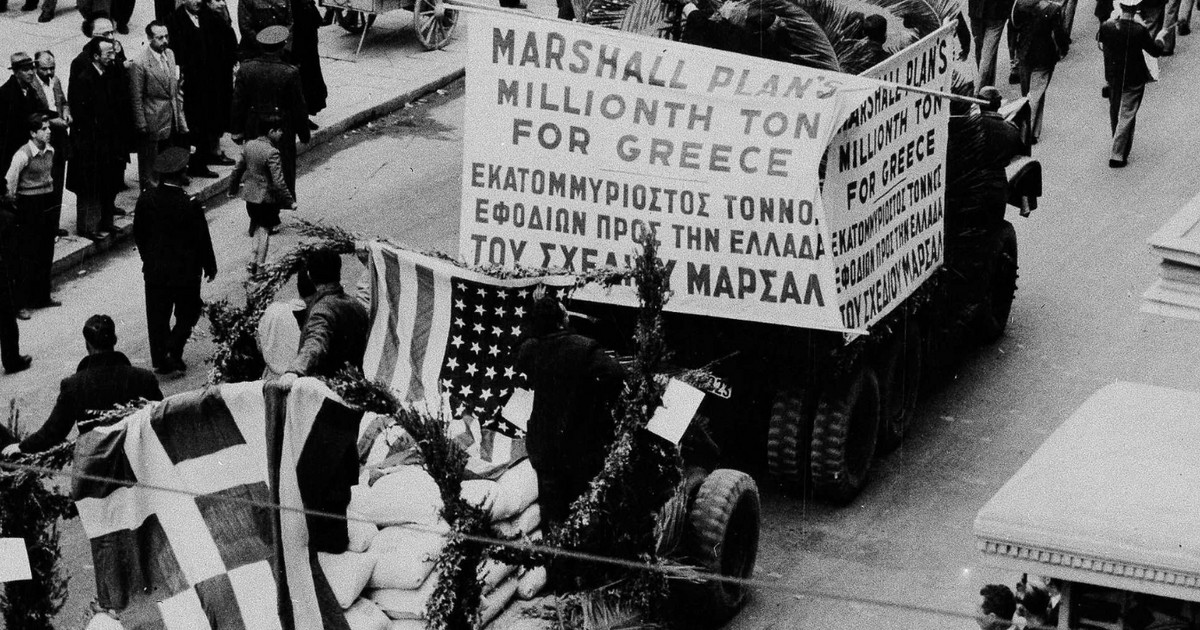 MARSHALL PLAN'S
MILLIONTH TON
FOR GREECE
ΕΚΑΤΟΜΜΥΡΙΟΣΤΟΣ ΤΟΝΝΟΣ
ΕΦΟΔΙΩΝ ΠΡΟΣ ΤΗΝ ΕΛΛΑΔΑ
ΤΟΥ ΣΧΕΔΙΟΥ ΜΑΡΣΑΛ
MARSHALL PLAN'S
MILLIONTH TON
FOR GREECE
ΕΚΑΤΟΜΜΥΡΙΟΣΤΟΣ ΤΟΝΝΟΣ
ΕΦΟΔΙΩΝ ΠΡΟΣ ΤΗΝ ΕΛΛΑΔΑ
ΤΟΥ ΣΧΕΔΙΟΥ ΜΑΡΣΑΛ